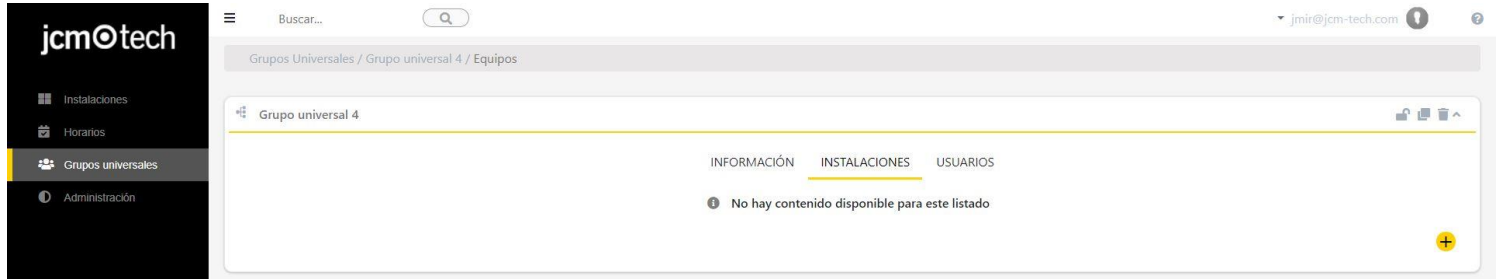 jcm tech
Buscar...
jmir@jcm-tech.com
Grupos Universales / Grupo universal 4 / Equipos
Instalaciones
Horarios
Grupos universales
Administración
Grupo universal 4
INFORMACIÓN INSTALACIONES USUARIOS
No hay contenido disponible para este listado